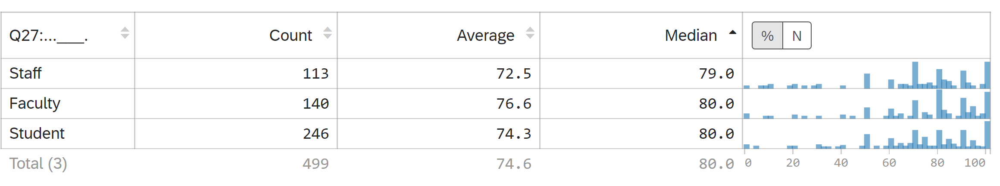 Q27:...___. Count Average Median % N
Staff 113 72.5 79.0
Faculty 140 76.6 80.0
Student 246 74.3 80.0
Total (3) 499 74.6 80.0 0 20 40 60 80 100